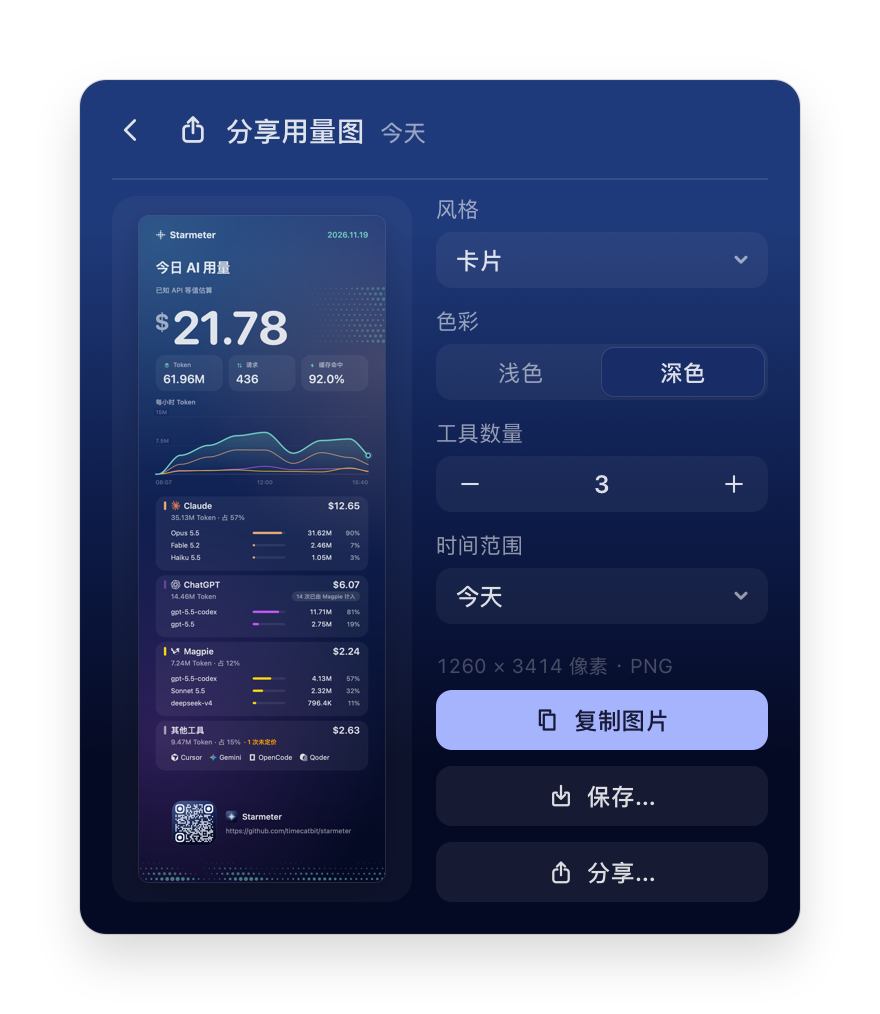 分享用量图 今天
Starmeter 2026.11.19
今日 AI 用量
已知 API 等值估算
$21.78
Token 请求 缓存命中
61.96M 436 92.0%
每小时 Token
15M
7.5M
08:07 12:00 18:40
Claude $12.65
35.13M Token · 占 57%
Opus 5.5 31.62M 90%
Fable 5.2 2.46M 7%
Haiku 5.5 1.05M 3%
ChatGPT $6.07
14.46M Token 14 次已由 Magpie 计入
gpt-5.5-codex 11.71M 81%
gpt-5.5 2.75M 19%
Magpie $2.24
7.24M Token · 占 12%
gpt-5.5-codex 4.13M 57%
Sonnet 5.5 2.32M 32%
deepseek-v4 796.4K 11%
其他工具 $2.63
9.47M Token · 占 15% · 1 次未定价
Cursor Gemini OpenCode Qoder
Starmeter
https://github.com/timecatbit/starmeter
风格
卡片
色彩
浅色 深色
工具数量
3
时间范围
今天
1260 × 3414 像素 · PNG
复制图片
保存...
分享...